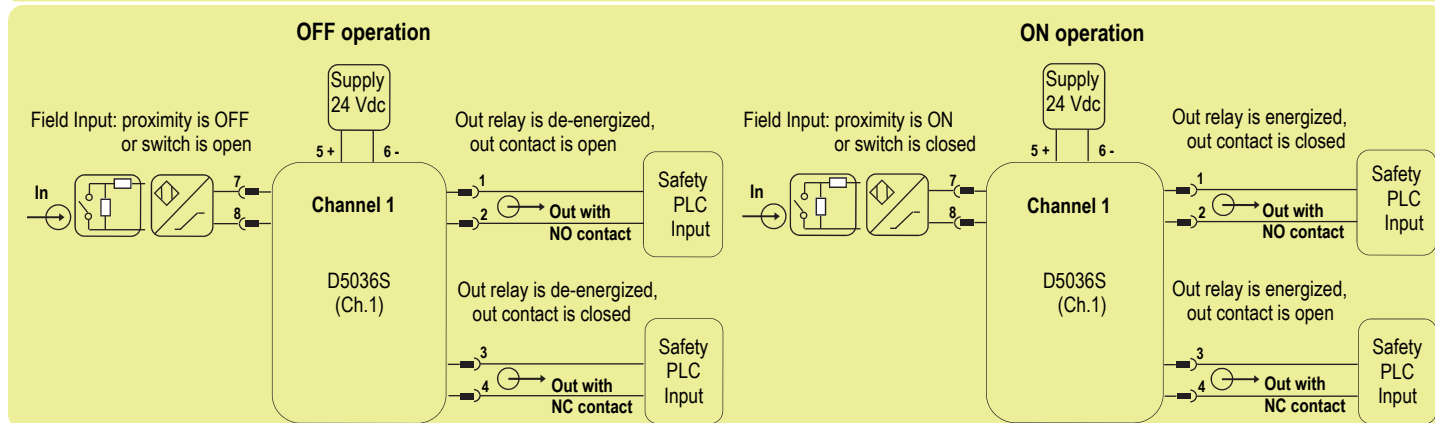 OFF operation
Supply
24 Vdc
Field Input: proximity is OFF
or switch is open
5 +
6 -
Out relay is de-energized,
out contact is open
In
7
8
Channel 1
D5036S
(Ch.1)
1
2
Out with
NO contact
Safety
PLC
Input
Out relay is de-energized,
out contact is closed
3
4
Out with
NC contact
Safety
PLC
Input
ON operation
Supply
24 Vdc
Field Input: proximity is ON
or switch is closed
5 +
6 -
Out relay is energized,
out contact is closed
In
7
8
Channel 1
D5036S
(Ch.1)
1
2
Out with
NO contact
Safety
PLC
Input
Out relay is energized,
out contact is open
3
4
Out with
NC contact
Safety
PLC
Input